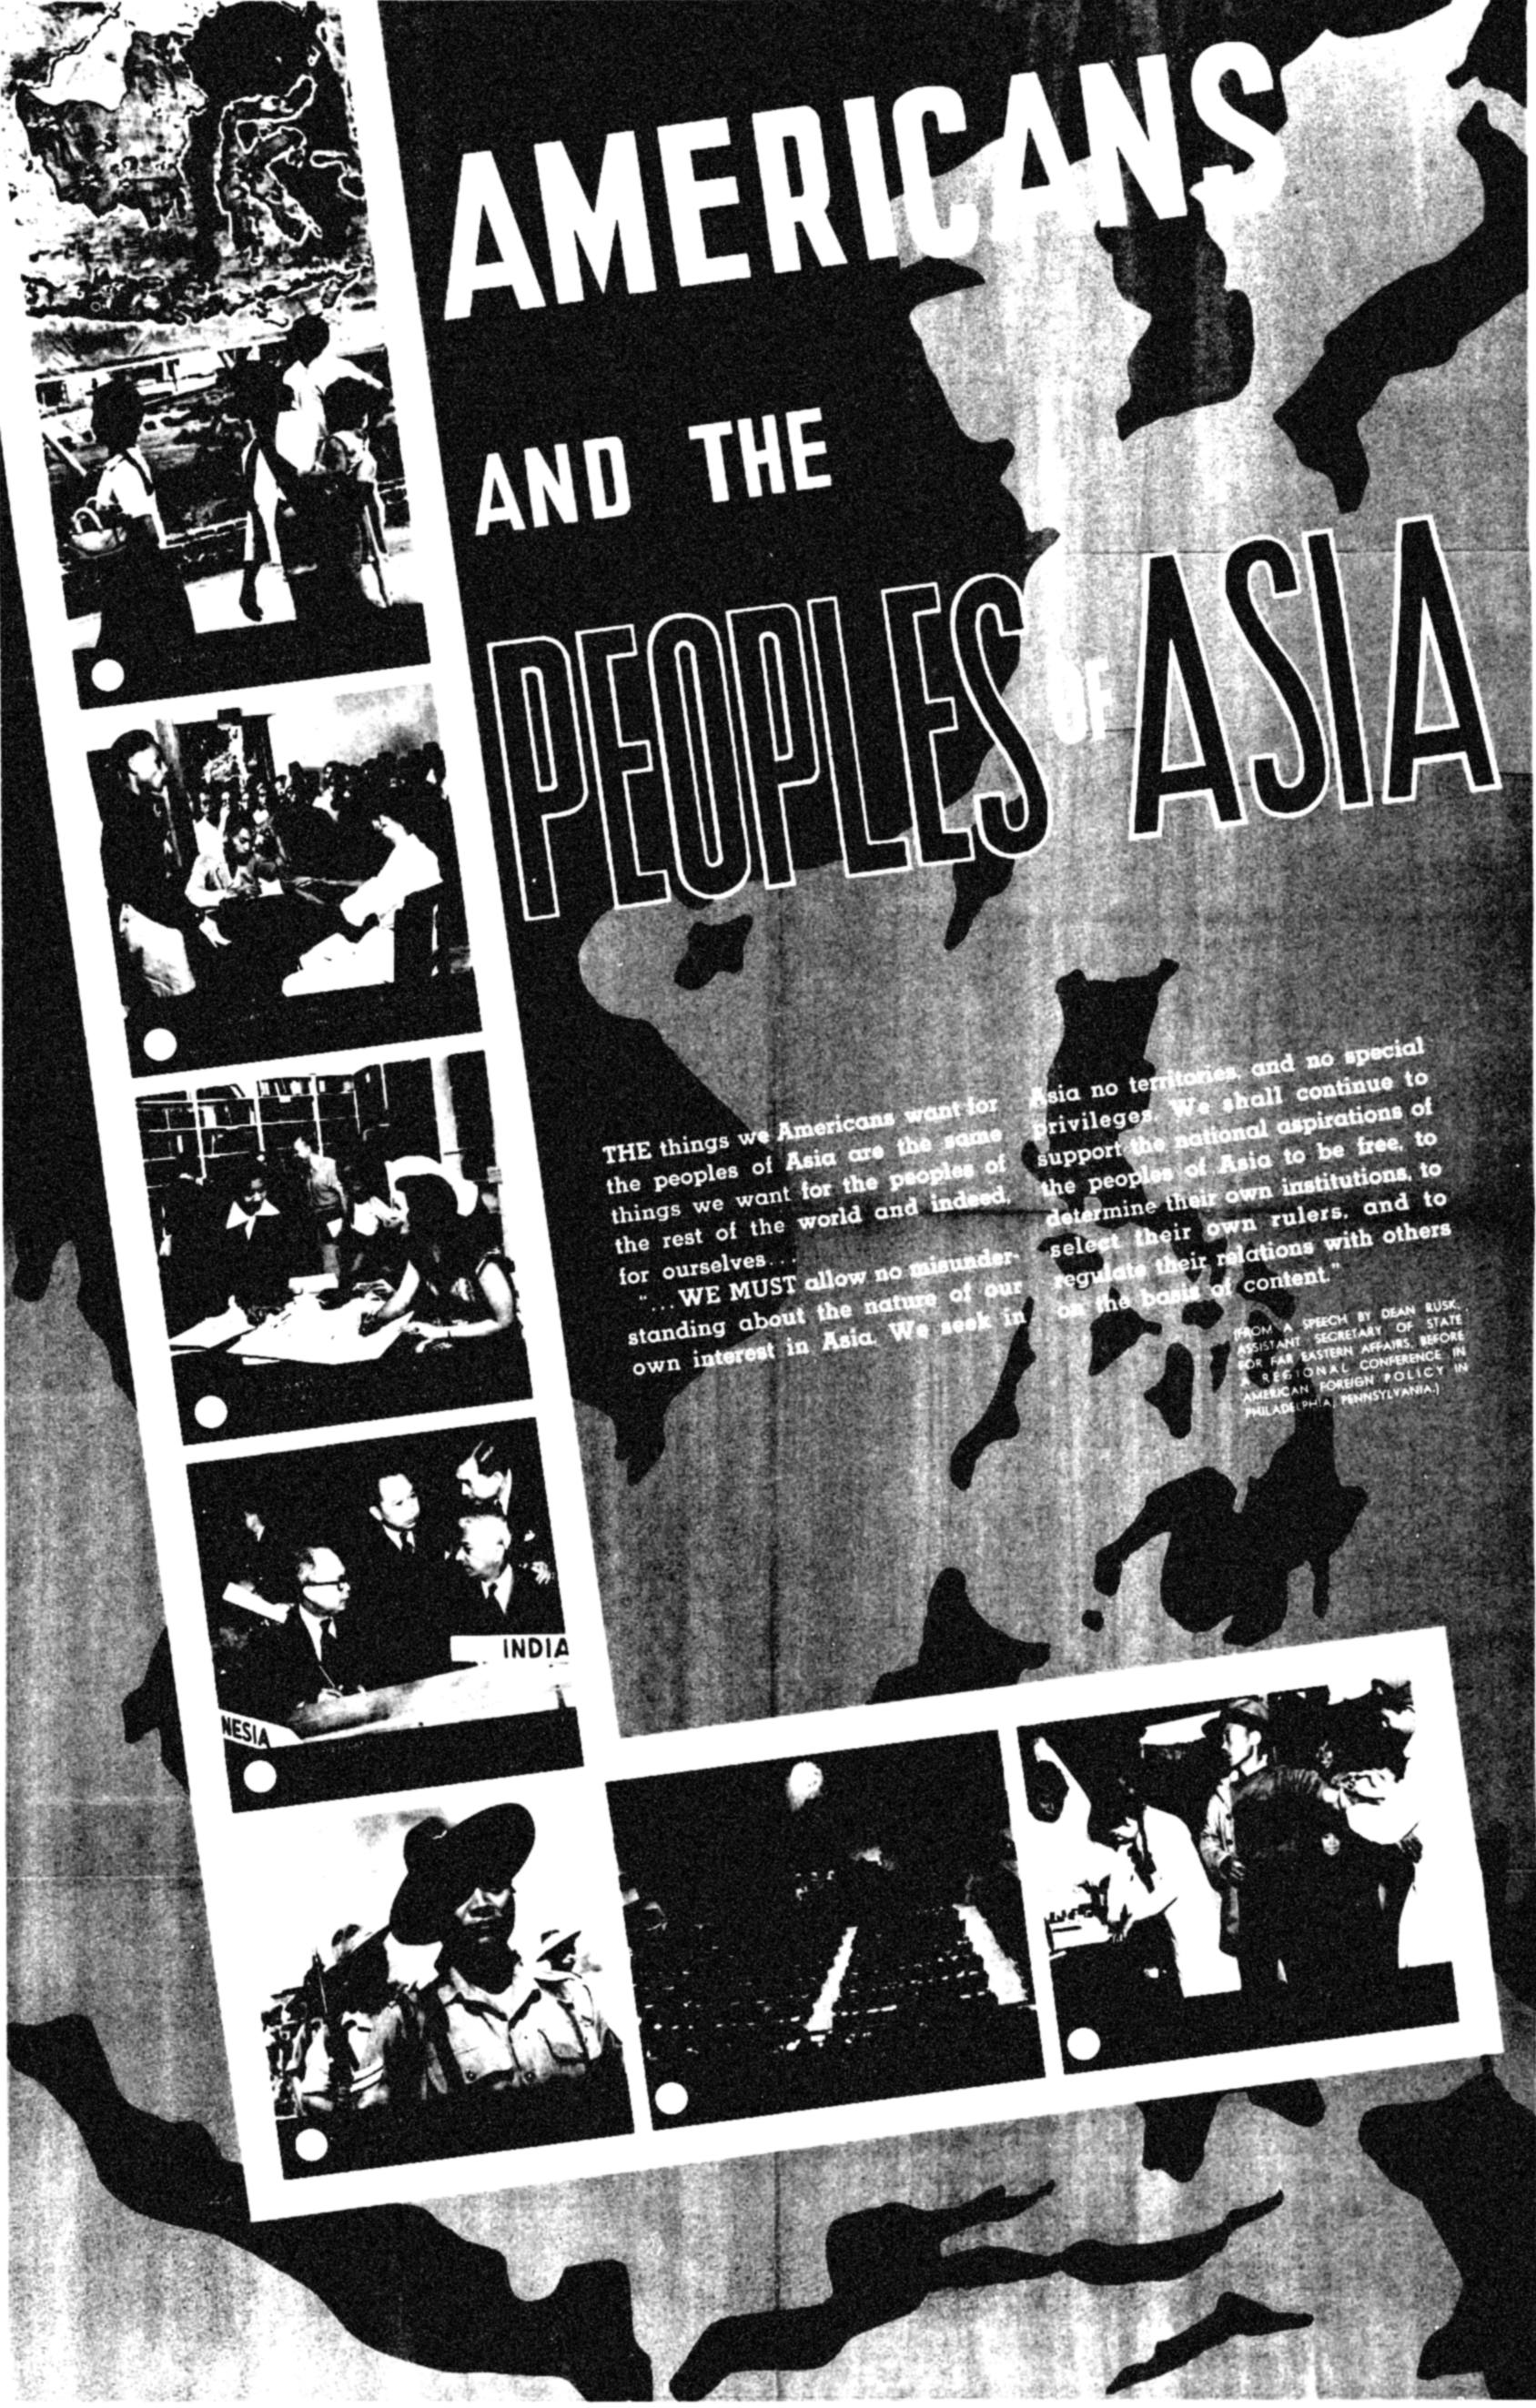 AMERICANS
AND THE
PEOPLES OF ASIA
THE things we Americans want for
the peoples of Asia are the same
things we want for the peoples of
the rest of the world and indeed,
for ourselves...
"...WE MUST allow no misunder-
standing about the nature of our
own interest in Asia. We seek in
Asia no territories, and no special
privileges. We shall continue to
support the national aspirations of
the peoples of Asia to be free, to
determine their own institutions, to
select their own rulers, and to
regulate their relations with others
on the basis of content."
(FROM A SPEECH BY DEAN RUSK,
ASSISTANT SECRETARY OF STATE
FOR FAR EASTERN AFFAIRS, BEFORE
A REGIONAL CONFERENCE IN
AMERICAN FOREIGN POLICY IN
PHILADELPHIA, PENNSYLVANIA.)
INDIA
NESIA